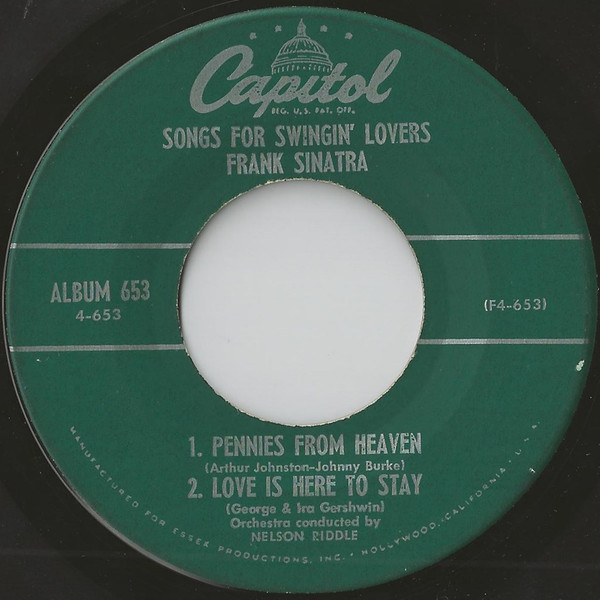 Capitol
REG. U.S. PAT. OFF.
SONGS FOR SWINGIN' LOVERS
FRANK SINATRA
ALBUM 653
4-653
(F4-653)
1. PENNIES FROM HEAVEN
(Arthur Johnston-Johnny Burke)
2. LOVE IS HERE TO STAY
(George & Ira Gershwin)
Orchestra conducted by
NELSON RIDDLE
MANUFACTURED FOR ESSEX PRODUCTIONS, INC. • HOLLYWOOD, CALIFORNIA, U.S.A.